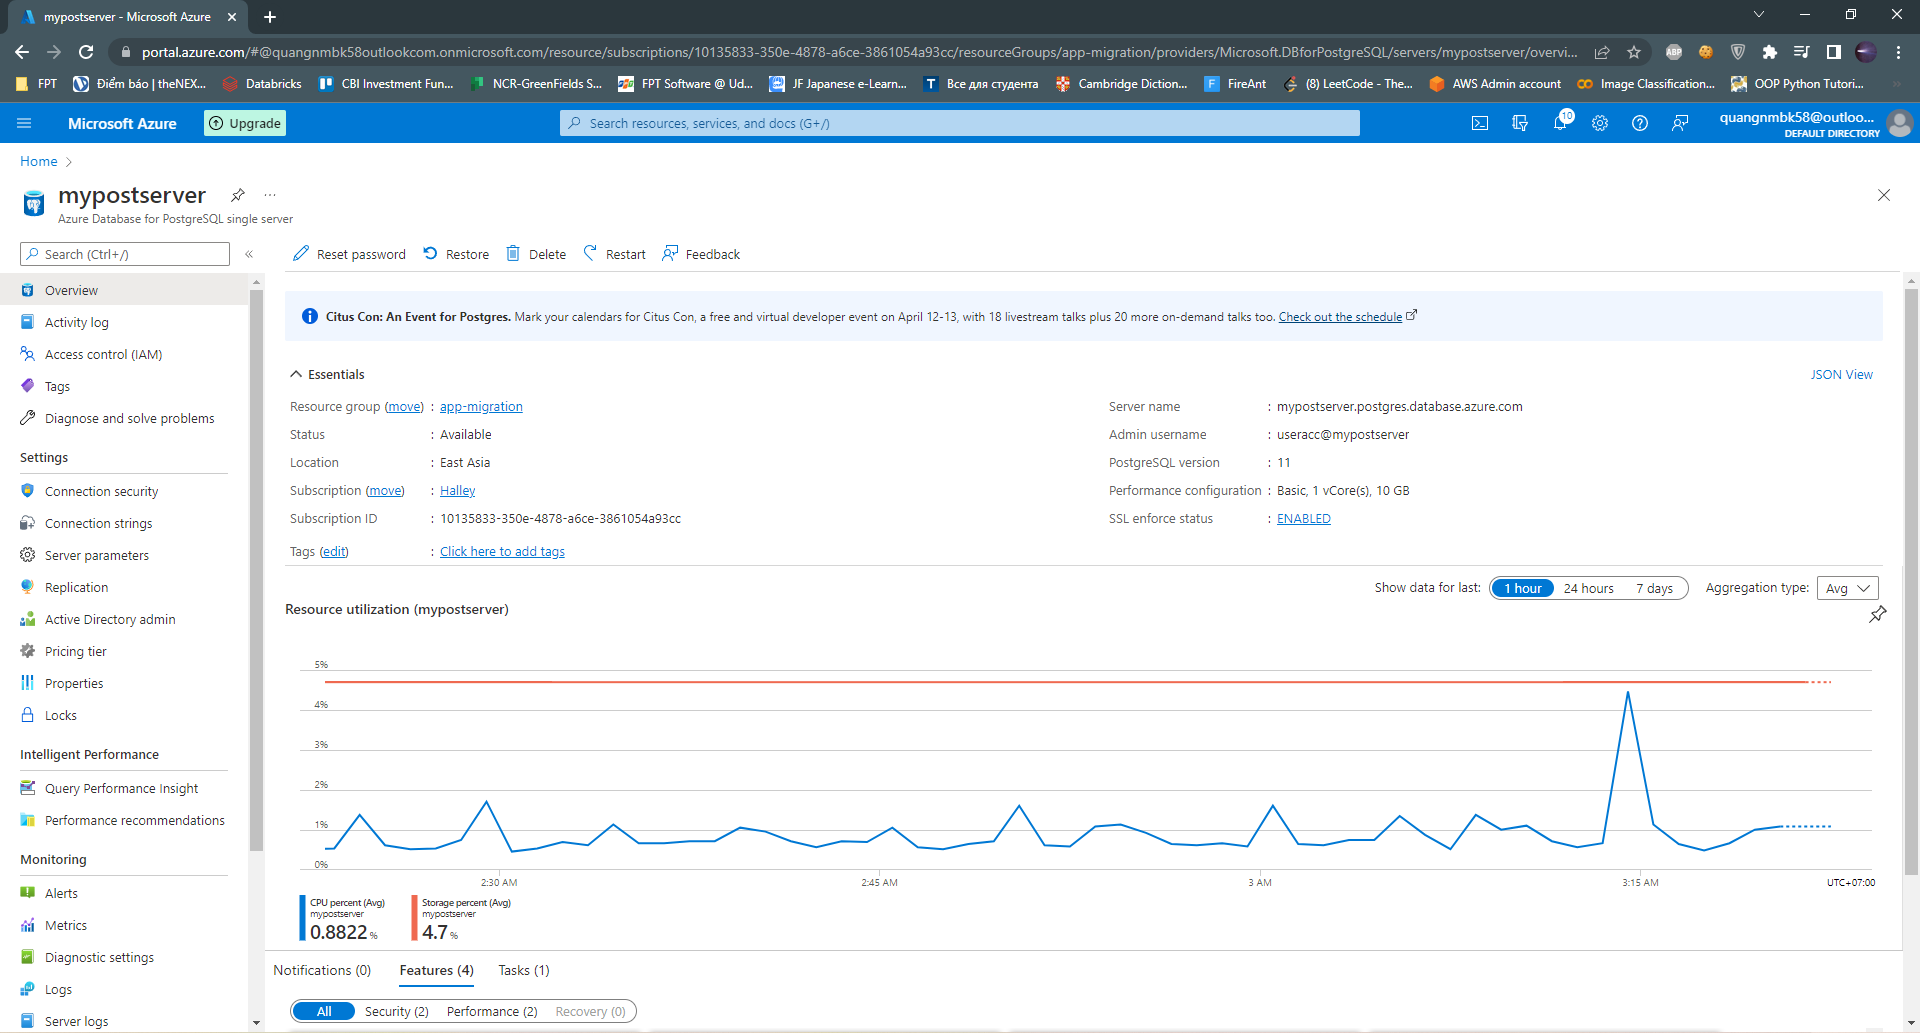 mypostserver - Microsoft Azure
portal.azure.com/#@quangnmbk58outlookcom.onmicrosoft.com/resource/subscriptions/10135833-350e-4878-a6ce-3861054a93cc/resourceGroups/app-migration/providers/Microsoft.DBforPostgreSQL/servers/mypostserver/overvi...
ABP
FPT
Điểm báo | theNEX...
Databricks
CBI Investment Fun...
NCR-GreenFields S...
FPT Software @ Ud...
JF Japanese e-Learn...
Все для студента
Cambridge Diction...
FireAnt
(8) LeetCode - The...
AWS Admin account
Image Classification...
OOP Python Tutori...
Microsoft Azure
Upgrade
Search resources, services, and docs (G+/)
10
quangnmbk58@outloo...
DEFAULT DIRECTORY
Home
mypostserver
Azure Database for PostgreSQL single server
Search (Ctrl+/)
Reset password
Restore
Delete
Restart
Feedback
Overview
Activity log
Access control (IAM)
Tags
Diagnose and solve problems
Settings
Connection security
Connection strings
Server parameters
Replication
Active Directory admin
Pricing tier
Properties
Locks
Intelligent Performance
Query Performance Insight
Performance recommendations
Monitoring
Alerts
Metrics
Diagnostic settings
Logs
Server logs
Citus Con: An Event for Postgres. Mark your calendars for Citus Con, a free and virtual developer event on April 12-13, with 18 livestream talks plus 20 more on-demand talks too. Check out the schedule
Essentials
JSON View
Resource group (move) : app-migration
Status : Available
Location : East Asia
Subscription (move) : Halley
Subscription ID : 10135833-350e-4878-a6ce-3861054a93cc
Tags (edit) : Click here to add tags
Server name : mypostserver.postgres.database.azure.com
Admin username : useracc@mypostserver
PostgreSQL version : 11
Performance configuration : Basic, 1 vCore(s), 10 GB
SSL enforce status : ENABLED
Show data for last: 1 hour 24 hours 7 days Aggregation type: Avg
Resource utilization (mypostserver)
5%
4%
3%
2%
1%
0%
2:30 AM
2:45 AM
3 AM
3:15 AM
UTC+07:00
CPU percent (Avg)
mypostserver
0.8822 %
Storage percent (Avg)
mypostserver
4.7 %
Notifications (0)
Features (4)
Tasks (1)
All
Security (2)
Performance (2)
Recovery (0)